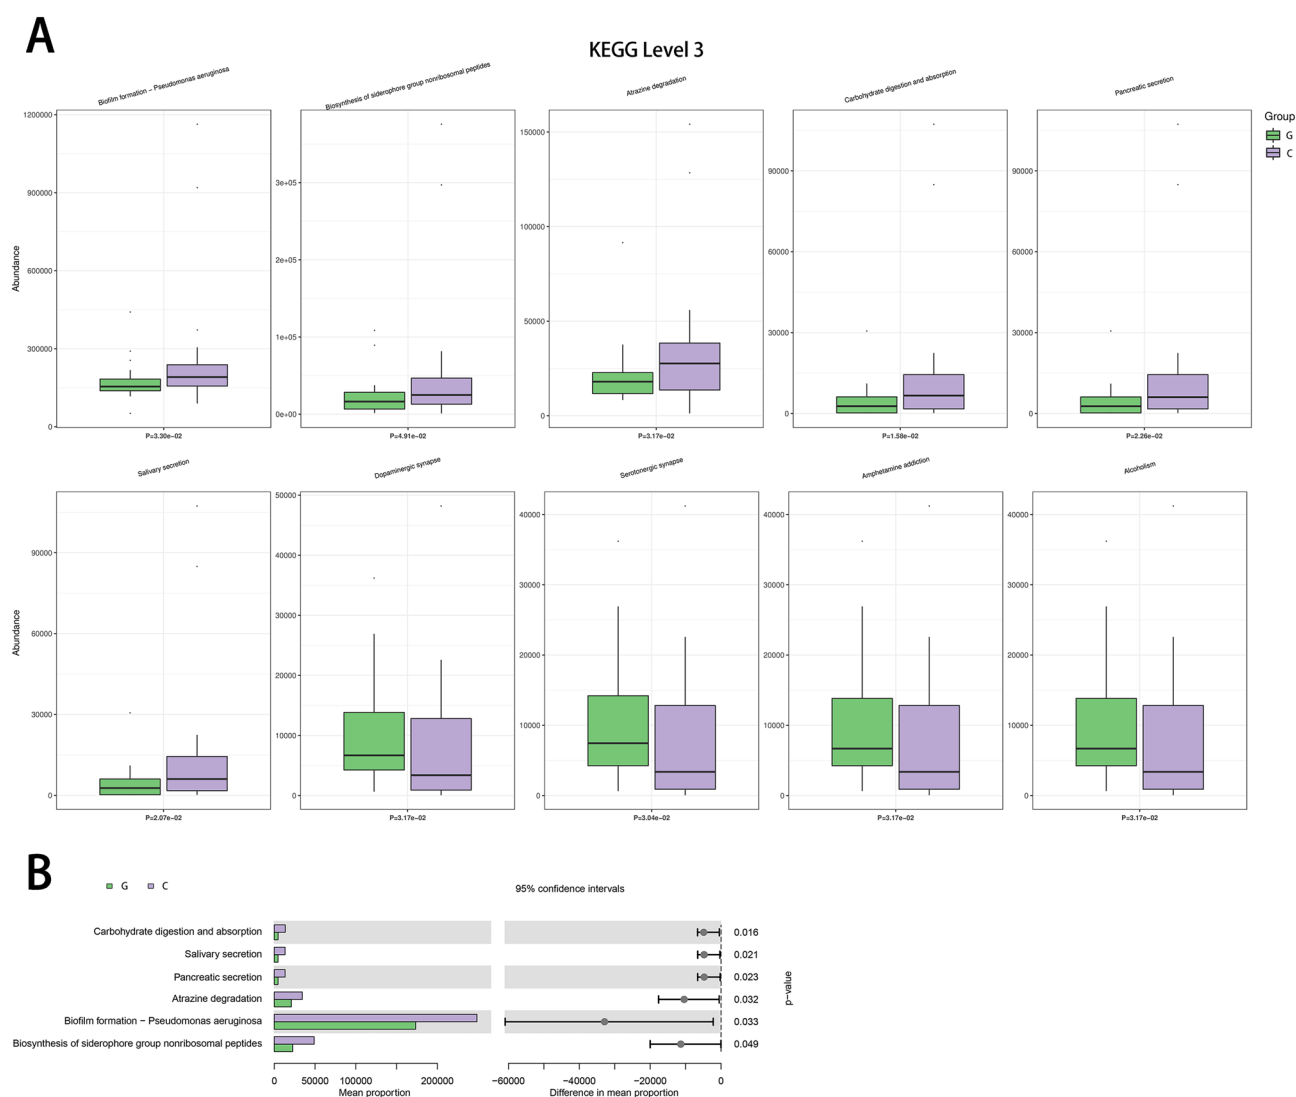 A
KEGG Level 3
Biofilm formation – Pseudomonas aeruginosa
Biosynthesis of siderophore group nonribosomal peptides
Atrazine degradation
Carbohydrate digestion and absorption
Pancreatic secretion
Group
G
C
Abundance
1200000
900000
600000
300000
0
3e+05
2e+05
1e+05
0e+00
150000
100000
50000
0
90000
60000
30000
0
90000
60000
30000
0
P=3.30e−02
P=4.91e−02
P=3.17e−02
P=1.58e−02
P=2.26e−02
Salivary secretion
Dopaminergic synapse
Serotonergic synapse
Amphetamine addiction
Alcoholism
Abundance
90000
60000
30000
0
50000
40000
30000
20000
10000
0
40000
30000
20000
10000
0
40000
30000
20000
10000
0
40000
30000
20000
10000
0
P=2.07e−02
P=3.17e−02
P=3.04e−02
P=3.17e−02
P=3.17e−02
B
G C
95% confidence intervals
Carbohydrate digestion and absorption 0.016
Salivary secretion 0.021
Pancreatic secretion 0.023
Atrazine degradation 0.032
Biofilm formation − Pseudomonas aeruginosa 0.033
Biosynthesis of siderophore group nonribosomal peptides 0.049
p−value
0 50000 100000 200000
Mean proportion
−60000 −40000 −20000 0
Difference in mean proportion